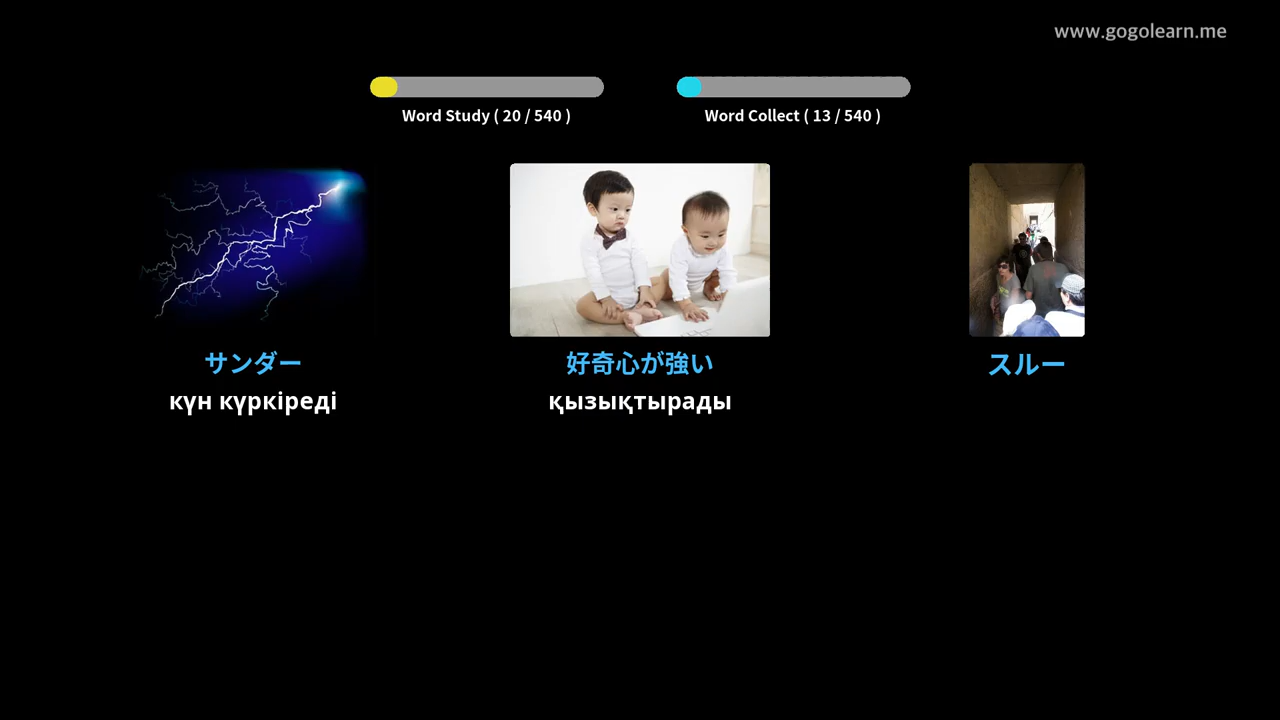 www.gogolearn.me
Word Study ( 20 / 540 )
Word Collect ( 13 / 540 )
サンダー
күн күркіреді
好奇心が強い
қызықтырады
スルー